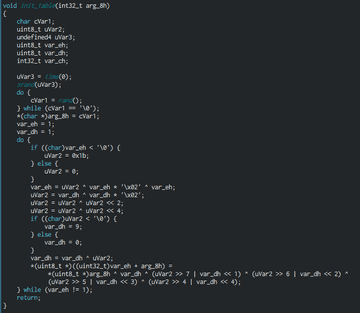 void init_table(int32_t arg_8h)
{
    char cVar1;
    uint8_t uVar2;
    undefined4 uVar3;
    uint8_t var_eh;
    uint8_t var_dh;
    int32_t var_ch;

    uVar3 = time(0);
    srand(uVar3);
    do {
        cVar1 = rand();
    } while (cVar1 == '\0');
    *(char *)arg_8h = cVar1;
    var_eh = 1;
    var_dh = 1;
    do {
        if ((char)var_eh < '\0') {
            uVar2 = 0x1b;
        } else {
            uVar2 = 0;
        }
        var_eh = uVar2 ^ var_eh * '\x02' ^ var_eh;
        uVar2 = var_dh ^ var_dh * '\x02';
        uVar2 = uVar2 ^ uVar2 << 2;
        uVar2 = uVar2 ^ uVar2 << 4;
        if ((char)uVar2 < '\0') {
            var_dh = 9;
        } else {
            var_dh = 0;
        }
        var_dh = var_dh ^ uVar2;
        *(uint8_t *)((uint32_t)var_eh + arg_8h) =
             *(uint8_t *)arg_8h ^ var_dh ^ (uVar2 >> 7 | var_dh << 1) ^ (uVar2 >> 6 | var_dh << 2) ^
             (uVar2 >> 5 | var_dh << 3) ^ (uVar2 >> 4 | var_dh << 4);
    } while (var_eh != 1);
    return;
}